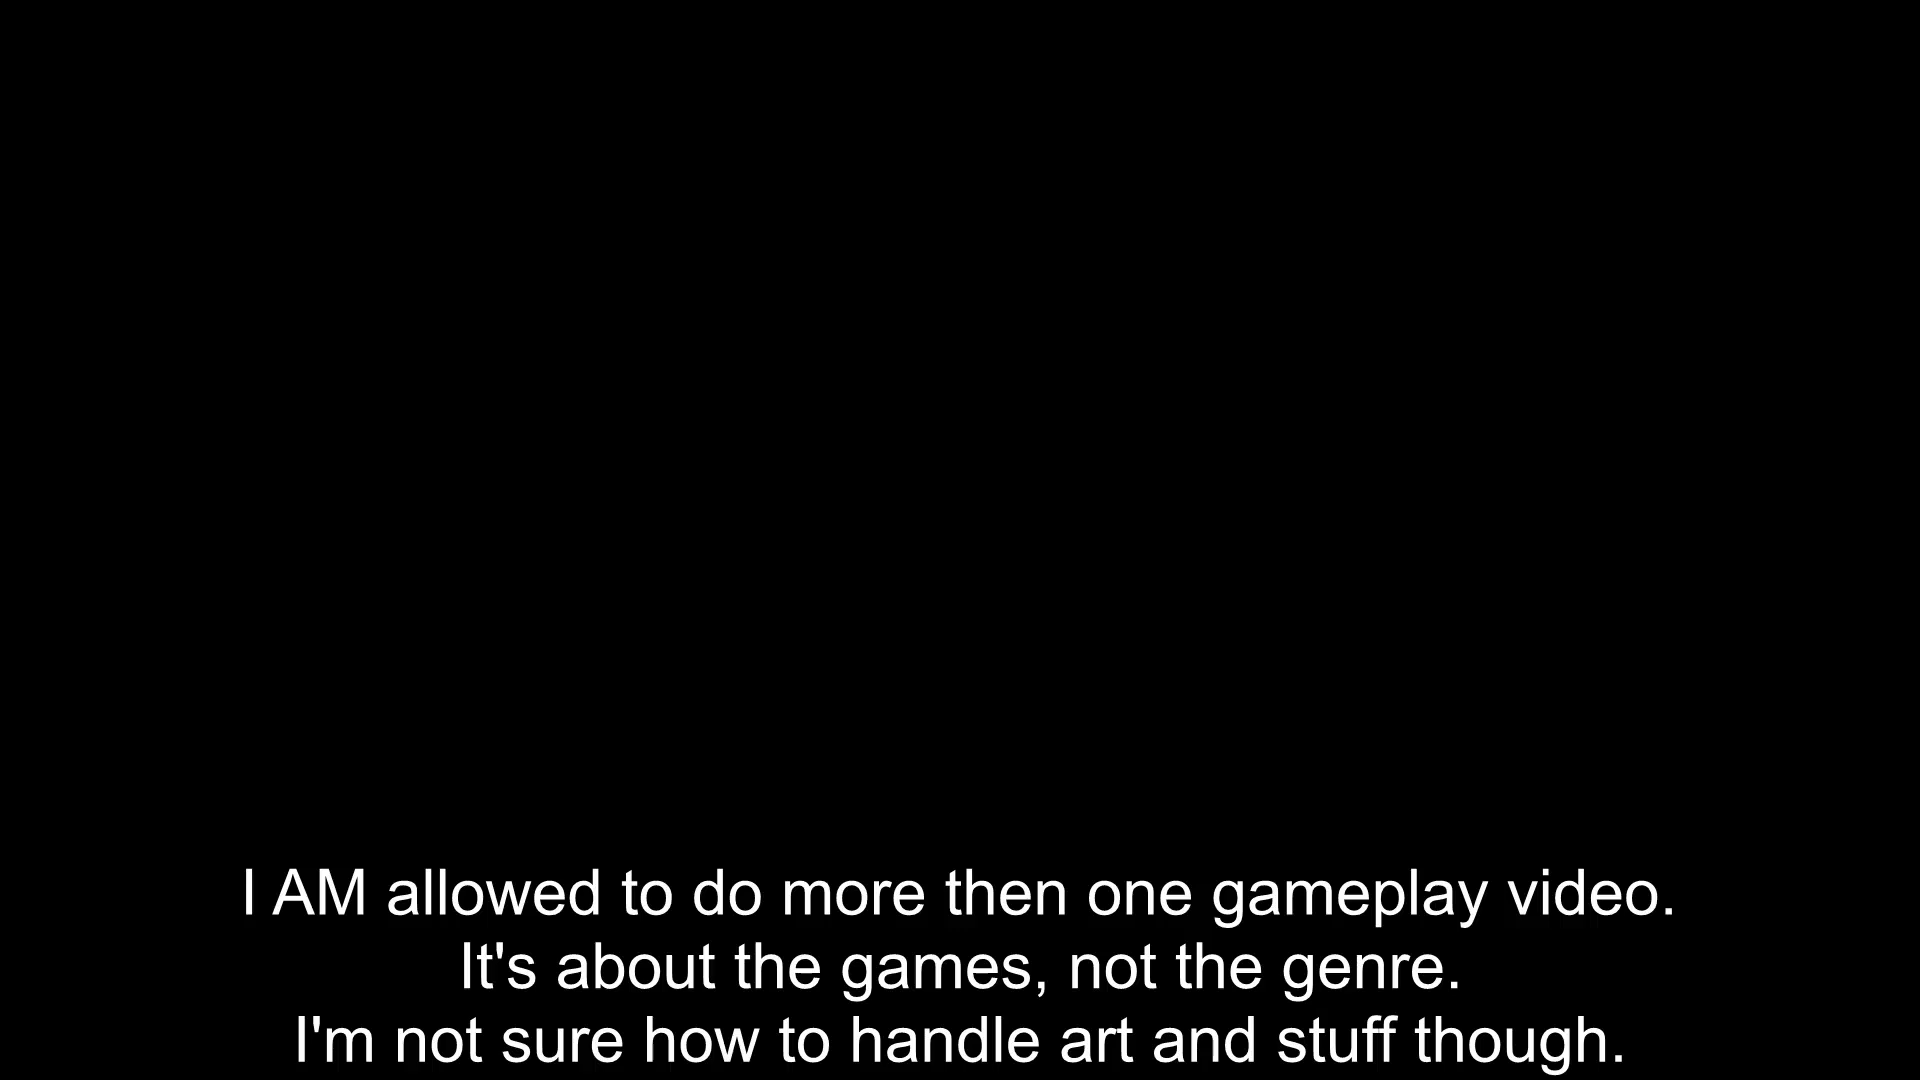 I AM allowed to do more then one gameplay video.
It's about the games, not the genre.
I'm not sure how to handle art and stuff though.